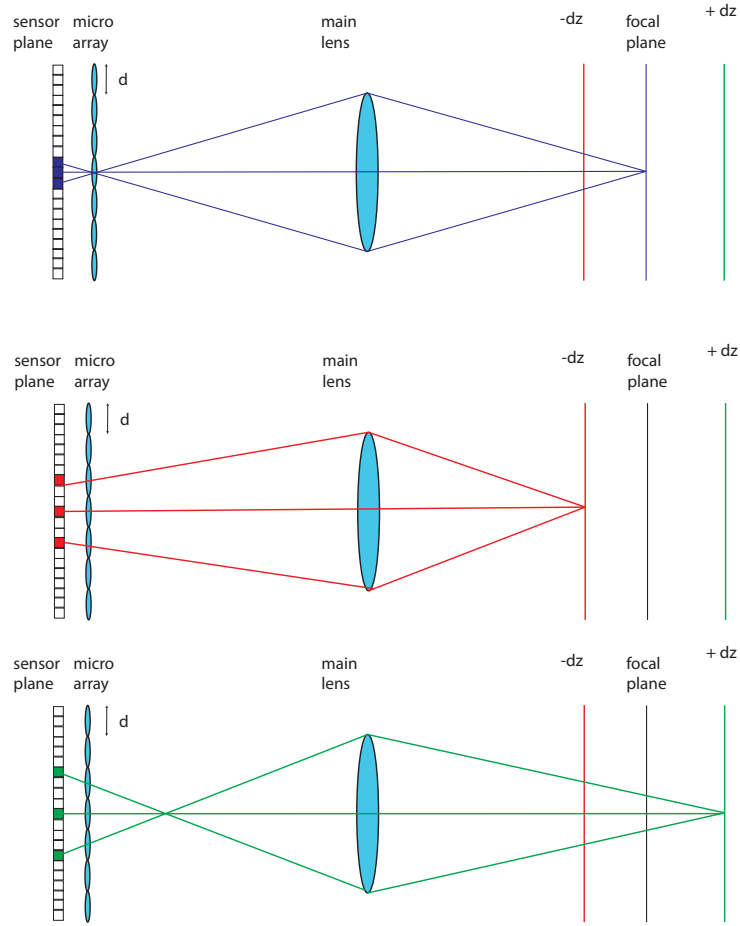 sensor micro main -dz focal + dz
plane array lens plane
d
sensor micro main -dz focal + dz
plane array lens plane
d
sensor micro main -dz focal + dz
plane array lens plane
d